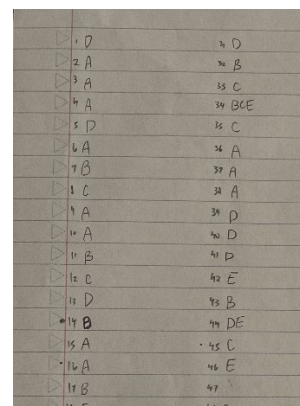 1 D
2 A
3 A
4 A
5 D
6 A
7 B
8 C
9 A
10 A
11 B
12 C
13 D
14 B
15 A
16 A
17 B
31 D
32 B
33 C
34 BCE
35 C
36 A
37 A
38 A
39 D
40 D
41 D
42 E
43 B
44 DE
45 C
46 E
47